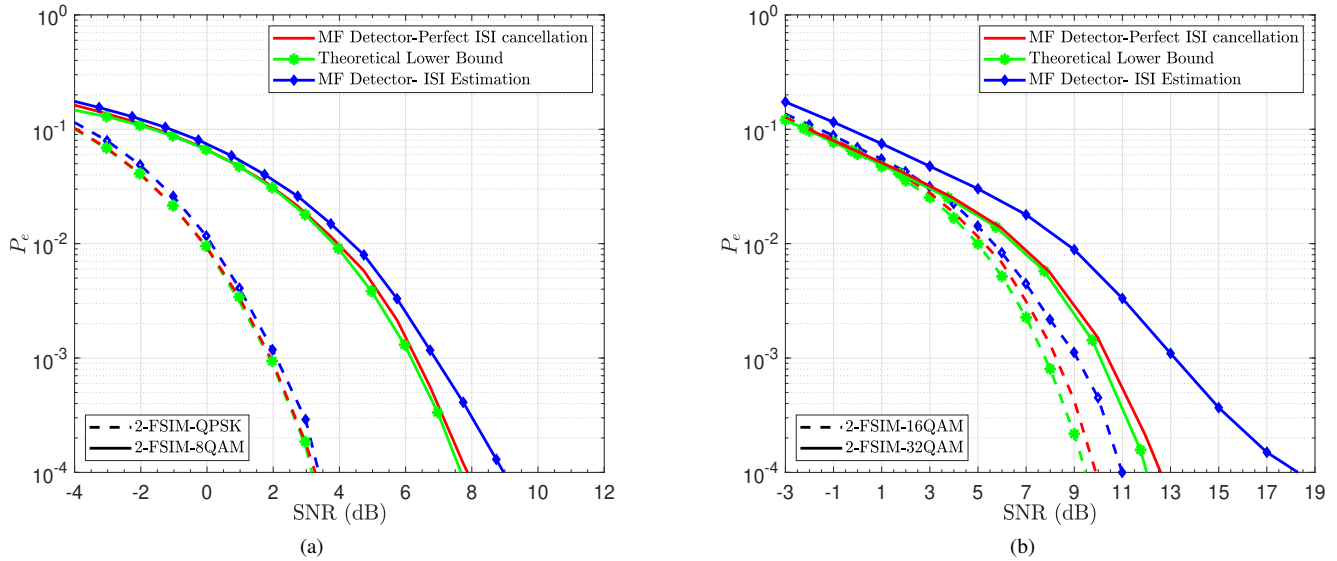 10^0
10^-1
10^-2
10^-3
10^-4
P_e
MF Detector-Perfect ISI cancellation
Theoretical Lower Bound
MF Detector- ISI Estimation
2-FSIM-QPSK
2-FSIM-8QAM
-4 -2 0 2 4 6 8 10 12
SNR (dB)
(a)
10^0
10^-1
10^-2
10^-3
10^-4
P_e
MF Detector-Perfect ISI cancellation
Theoretical Lower Bound
MF Detector- ISI Estimation
2-FSIM-16QAM
2-FSIM-32QAM
-3 -1 1 3 5 7 9 11 13 15 17 19
SNR (dB)
(b)